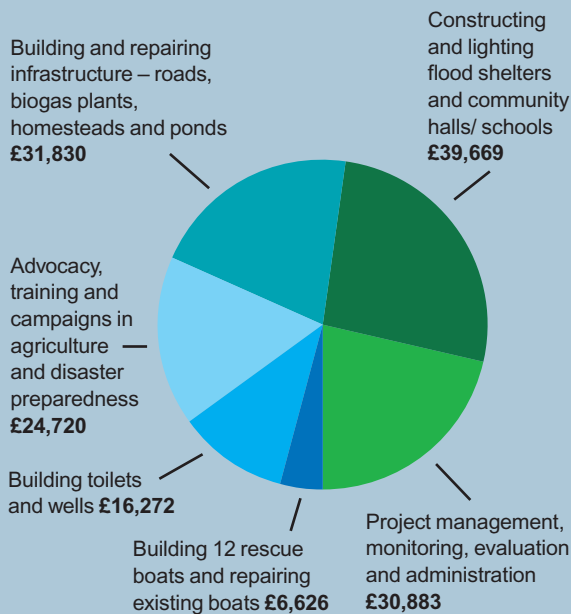 Building and repairing
infrastructure – roads,
biogas plants,
homesteads and ponds
£31,830
Constructing
and lighting
flood shelters
and community
halls/ schools
£39,669
Advocacy,
training and
campaigns in
agriculture
and disaster
preparedness
£24,720
Building toilets
and wells £16,272
Building 12 rescue
boats and repairing
existing boats £6,626
Project management,
monitoring, evaluation
and administration
£30,883